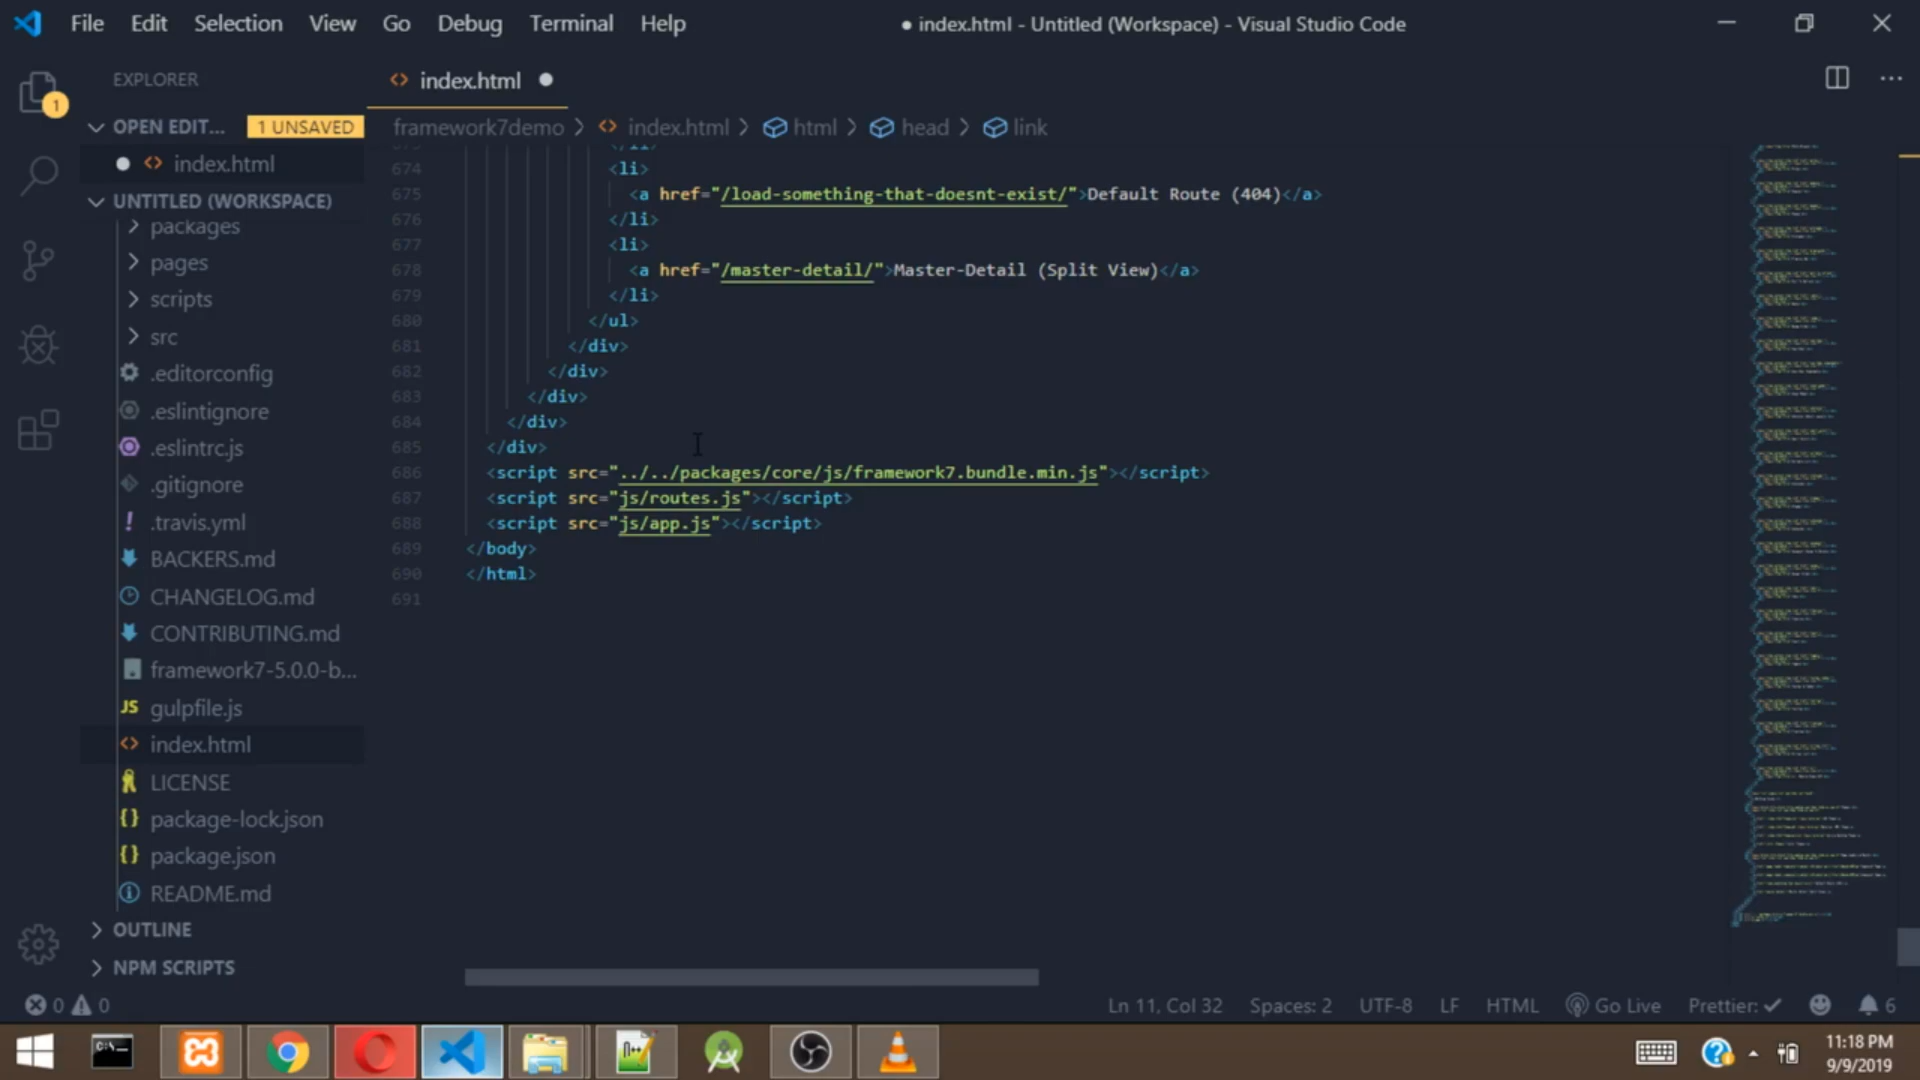 File Edit Selection View Go Debug Terminal Help
● index.html - Untitled (Workspace) - Visual Studio Code
EXPLORER
1
OPEN EDIT... 1 UNSAVED
index.html
UNTITLED (WORKSPACE)
packages
pages
scripts
src
.editorconfig
.eslintignore
.eslintrc.js
.gitignore
.travis.yml
BACKERS.md
CHANGELOG.md
CONTRIBUTING.md
framework7-5.0.0-b...
gulpfile.js
index.html
LICENSE
package-lock.json
package.json
README.md
OUTLINE
NPM SCRIPTS
index.html
framework7demo > index.html > html > head > link
674 <li>
675 <a href="/load-something-that-doesnt-exist/">Default Route (404)</a>
676 </li>
677 <li>
678 <a href="/master-detail/">Master-Detail (Split View)</a>
679 </li>
680 </ul>
681 </div>
682 </div>
683 </div>
684 </div>
685 </div>
686 <script src="../../packages/core/js/framework7.bundle.min.js"></script>
687 <script src="js/routes.js"></script>
688 <script src="js/app.js"></script>
689 </body>
690 </html>
691
0 0 Ln 11, Col 32 Spaces: 2 UTF-8 LF HTML Go Live Prettier: ✓ 6
11:18 PM
9/9/2019